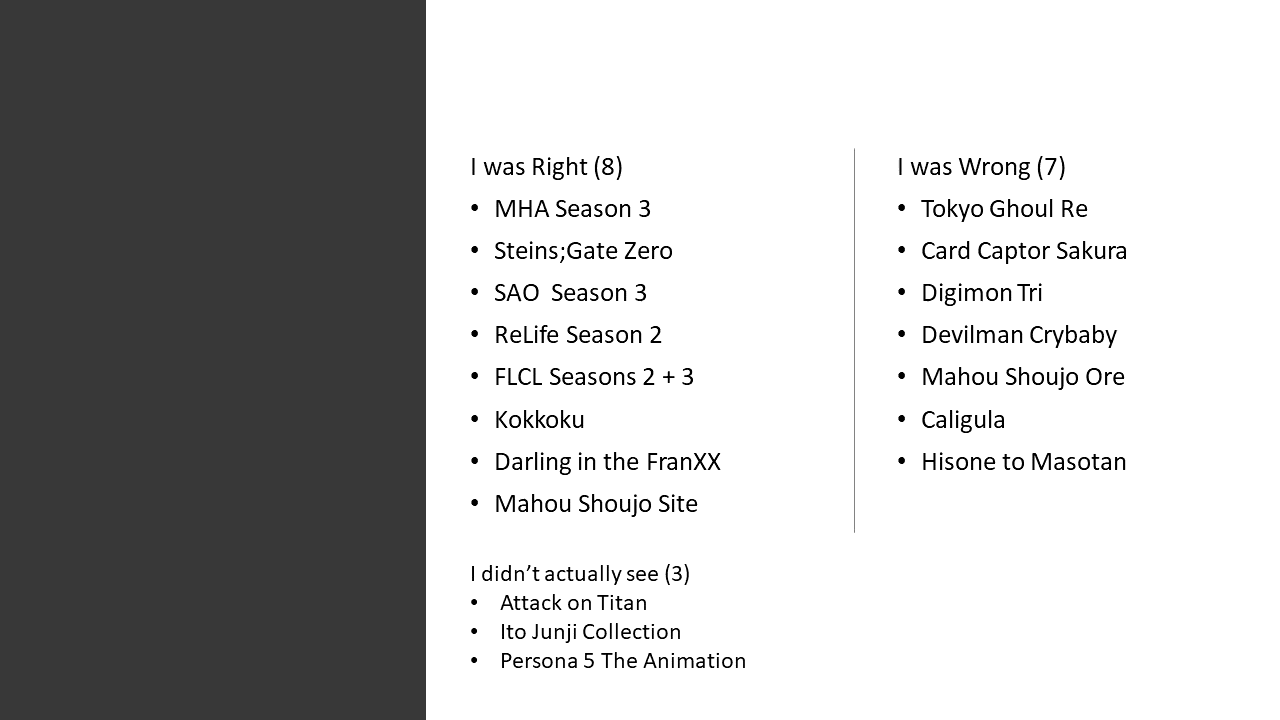 I was Right (8)
• MHA Season 3
• Steins;Gate Zero
• SAO  Season 3
• ReLife Season 2
• FLCL Seasons 2 + 3
• Kokkoku
• Darling in the FranXX
• Mahou Shoujo Site
I was Wrong (7)
• Tokyo Ghoul Re
• Card Captor Sakura
• Digimon Tri
• Devilman Crybaby
• Mahou Shoujo Ore
• Caligula
• Hisone to Masotan
I didn’t actually see (3)
• Attack on Titan
• Ito Junji Collection
• Persona 5 The Animation